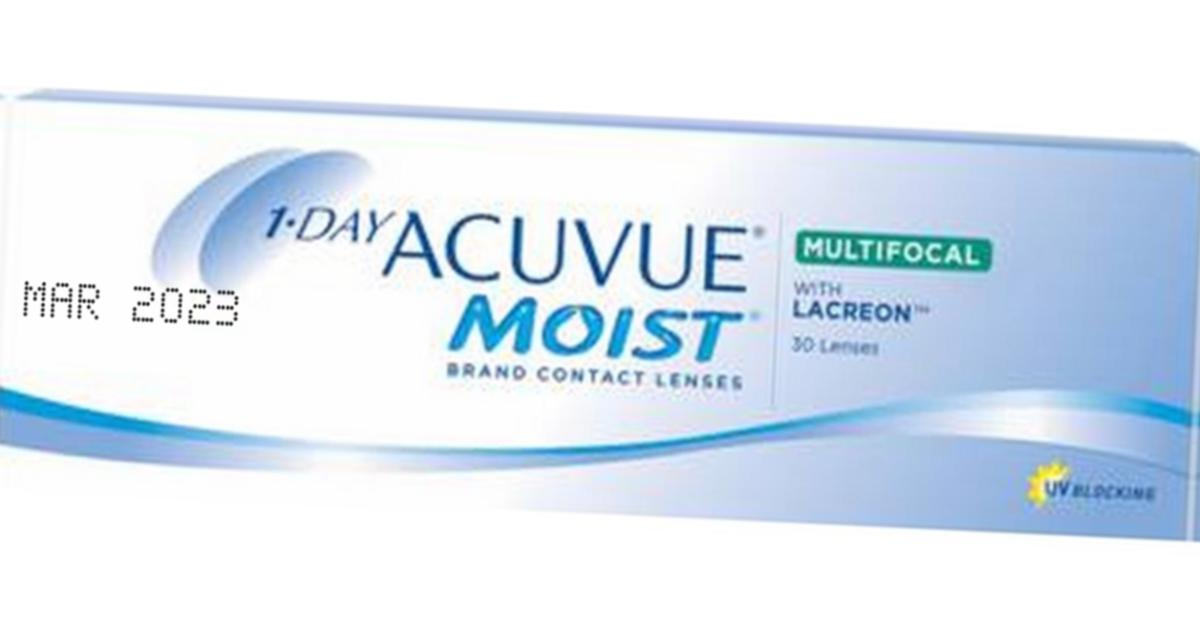 1·DAY ACUVUE®
MOIST®
BRAND CONTACT LENSES
MAR 2023
MULTIFOCAL
WITH
LACREON™
30 Lenses
UV BLOCKING